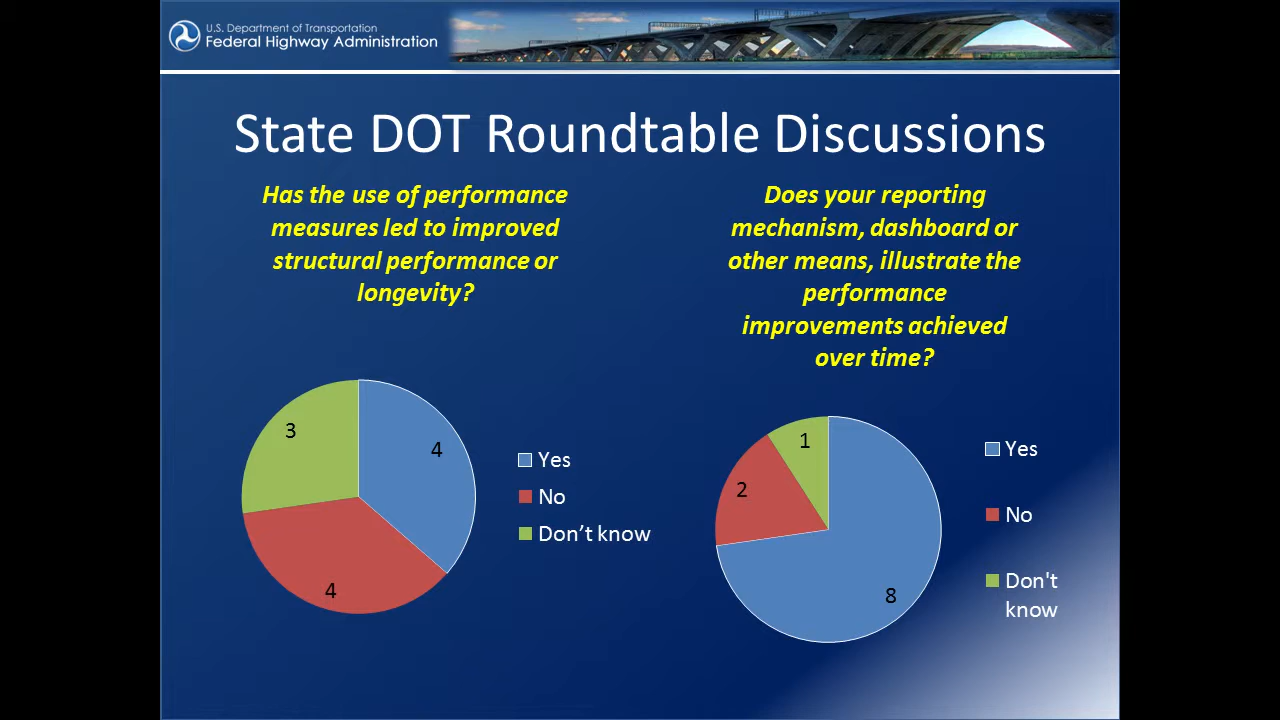 U.S. Department of Transportation
Federal Highway Administration
State DOT Roundtable Discussions
Has the use of performance
measures led to improved
structural performance or
longevity?
3
4
4
Yes
No
Don’t know
Does your reporting
mechanism, dashboard or
other means, illustrate the
performance
improvements achieved
over time?
1
2
8
Yes
No
Don't
know